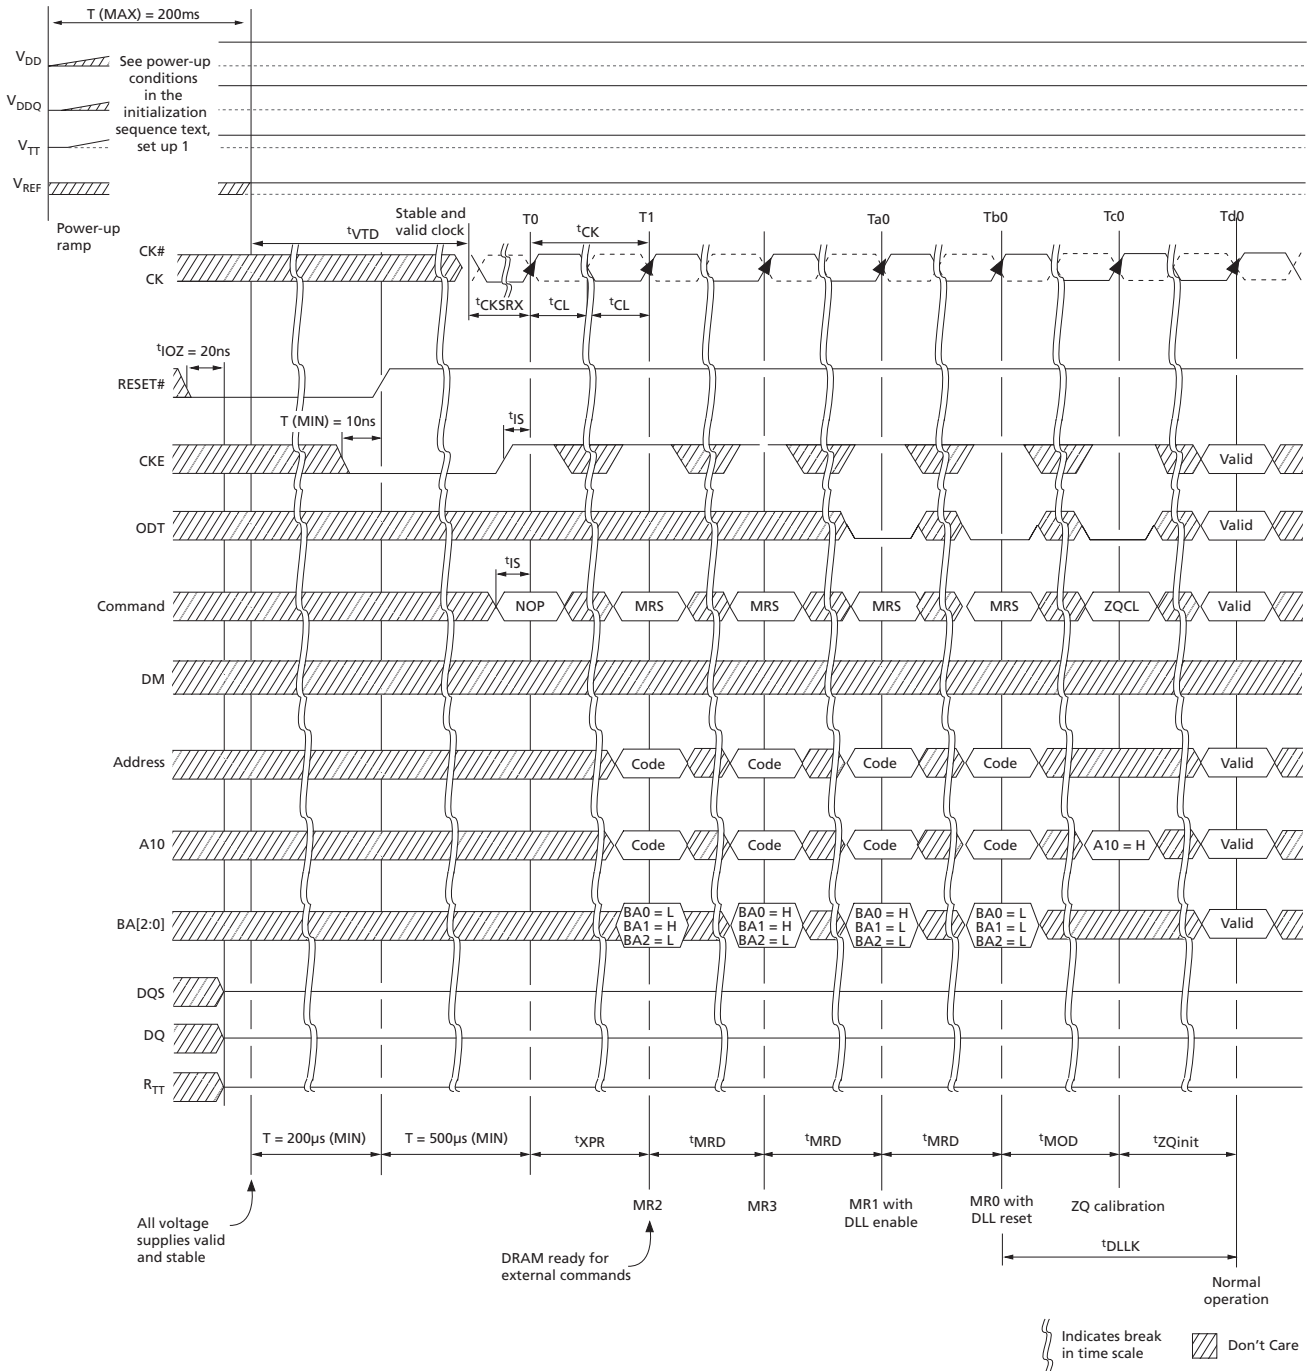 T (MAX) = 200ms
VDD
See power-up
conditions
in the
initialization
sequence text,
set up 1
VDDQ
VTT
VREF
Power-up
ramp
tVTD
Stable and
valid clock
T0
T1
Ta0
Tb0
Tc0
Td0
tCK
CK#
CK
tCKSRX
tCL
tCL
tIOZ = 20ns
RESET#
T (MIN) = 10ns
tIS
CKE
Valid
ODT
Valid
tIS
Command
NOP
MRS
MRS
MRS
MRS
ZQCL
Valid
DM
Address
Code
Code
Code
Code
Valid
A10
Code
Code
Code
Code
A10 = H
Valid
BA[2:0]
BA0 = L
BA1 = H
BA2 = L
BA0 = H
BA1 = H
BA2 = L
BA0 = H
BA1 = L
BA2 = L
BA0 = L
BA1 = L
BA2 = L
Valid
DQS
DQ
RTT
T = 200µs (MIN)
T = 500µs (MIN)
tXPR
tMRD
tMRD
tMRD
tMOD
tZQinit
MR2
MR3
MR1 with
DLL enable
MR0 with
DLL reset
ZQ calibration
All voltage
supplies valid
and stable
DRAM ready for
external commands
tDLLK
Normal
operation
Indicates break
in time scale
Don't Care